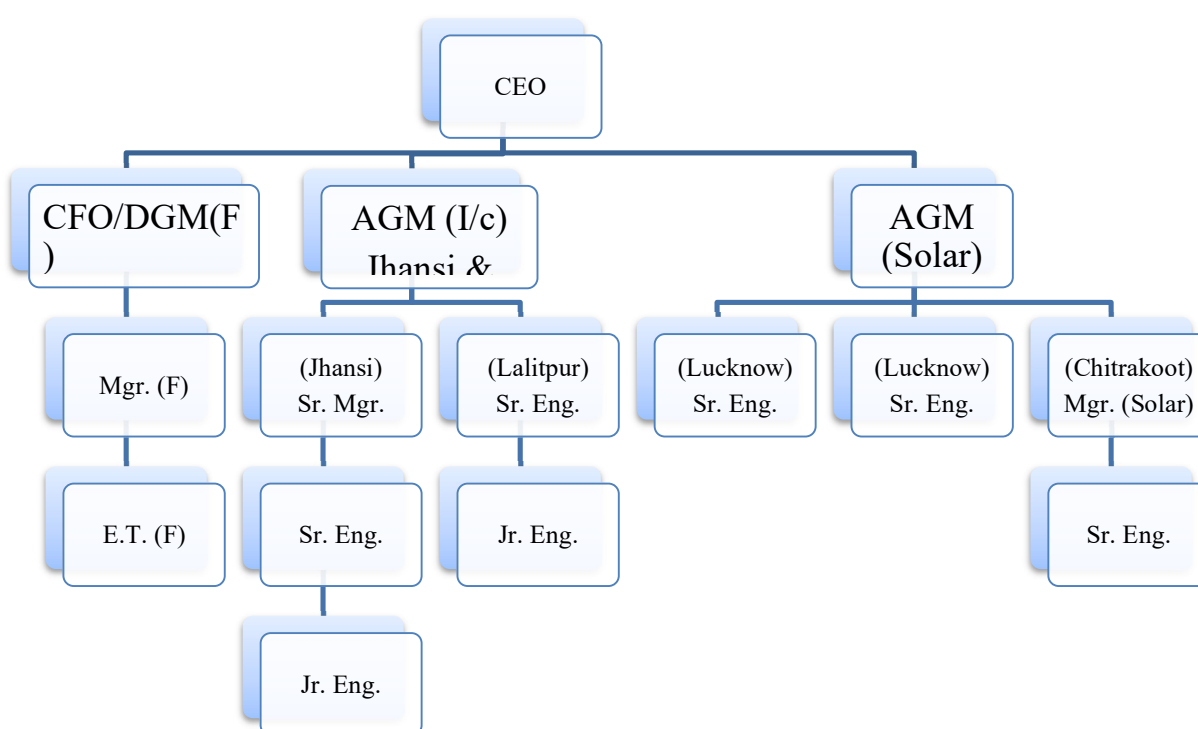 CEO
CFO/DGM(F
)
AGM (I/c)
Jhansi &
AGM
(Solar)
Mgr. (F)
(Jhansi)
Sr. Mgr.
(Lalitpur)
Sr. Eng.
(Lucknow)
Sr. Eng.
(Lucknow)
Sr. Eng.
(Chitrakoot)
Mgr. (Solar)
E.T. (F)
Sr. Eng.
Jr. Eng.
Sr. Eng.
Jr. Eng.